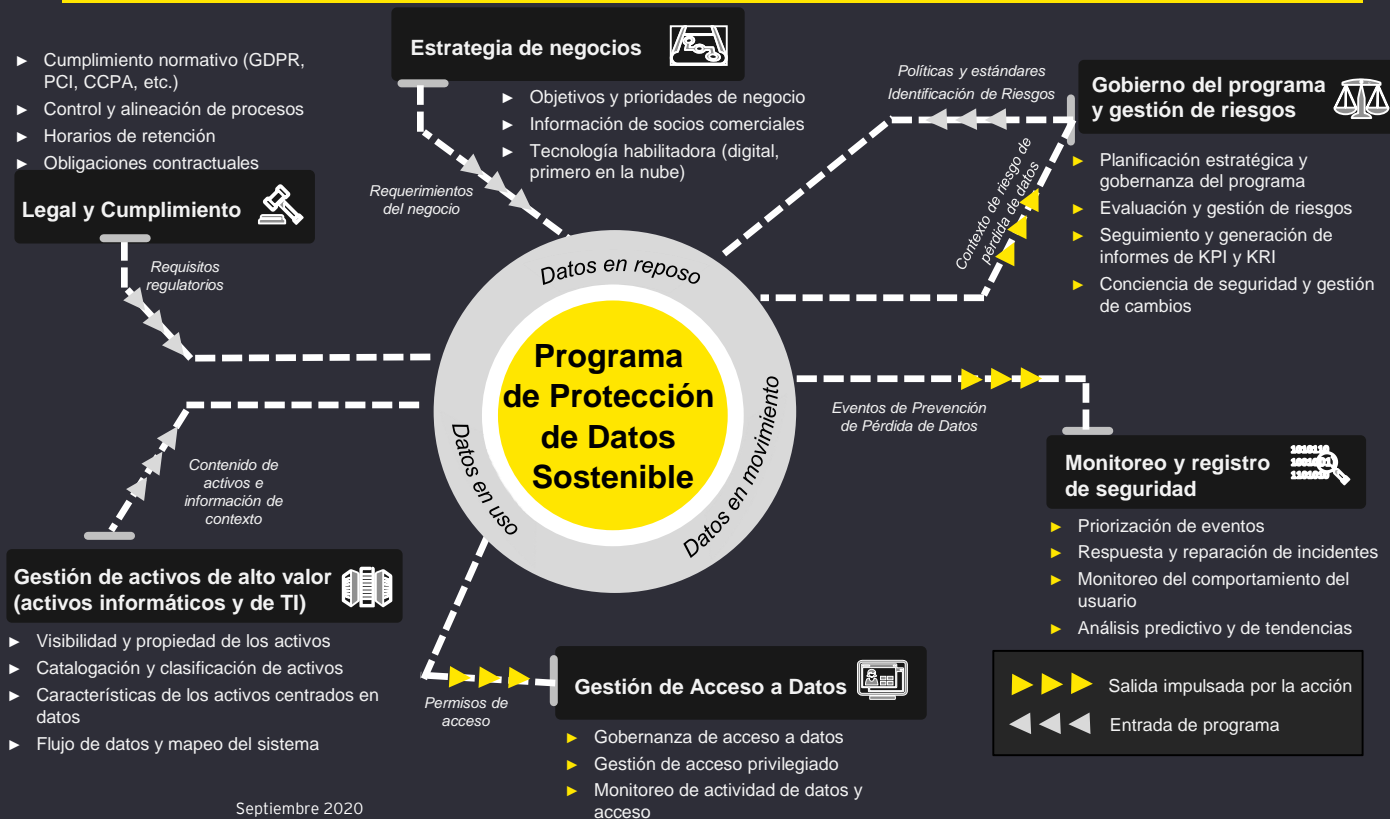 ► Cumplimiento normativo (GDPR,
PCI, CCPA, etc.)
► Control y alineación de procesos
► Horarios de retención
► Obligaciones contractuales
Legal y Cumplimiento
Requisitos
regulatorios
Estrategia de negocios
► Objetivos y prioridades de negocio
► Información de socios comerciales
► Tecnología habilitadora (digital,
primero en la nube)
Requerimientos
del negocio
Políticas y estándares
Identificación de Riesgos
Contexto de riesgo de
pérdida de datos
Gobierno del programa
y gestión de riesgos
► Planificación estratégica y
gobernanza del programa
► Evaluación y gestión de riesgos
► Seguimiento y generación de
informes de KPI y KRI
► Conciencia de seguridad y gestión
de cambios
Datos en reposo
Datos en movimiento
Datos en uso
Programa
de Protección
de Datos
Sostenible
Eventos de Prevención
de Pérdida de Datos
1010110
1001001
1101010
Monitoreo y registro
de seguridad
► Priorización de eventos
► Respuesta y reparación de incidentes
► Monitoreo del comportamiento del
usuario
► Análisis predictivo y de tendencias
Contenido de
activos e
información de
contexto
Gestión de activos de alto valor
(activos informáticos y de TI)
► Visibilidad y propiedad de los activos
► Catalogación y clasificación de activos
► Características de los activos centrados en
datos
► Flujo de datos y mapeo del sistema
Permisos de
acceso
Gestión de Acceso a Datos
► Gobernanza de acceso a datos
► Gestión de acceso privilegiado
► Monitoreo de actividad de datos y
acceso
Salida impulsada por la acción
Entrada de programa
Septiembre 2020